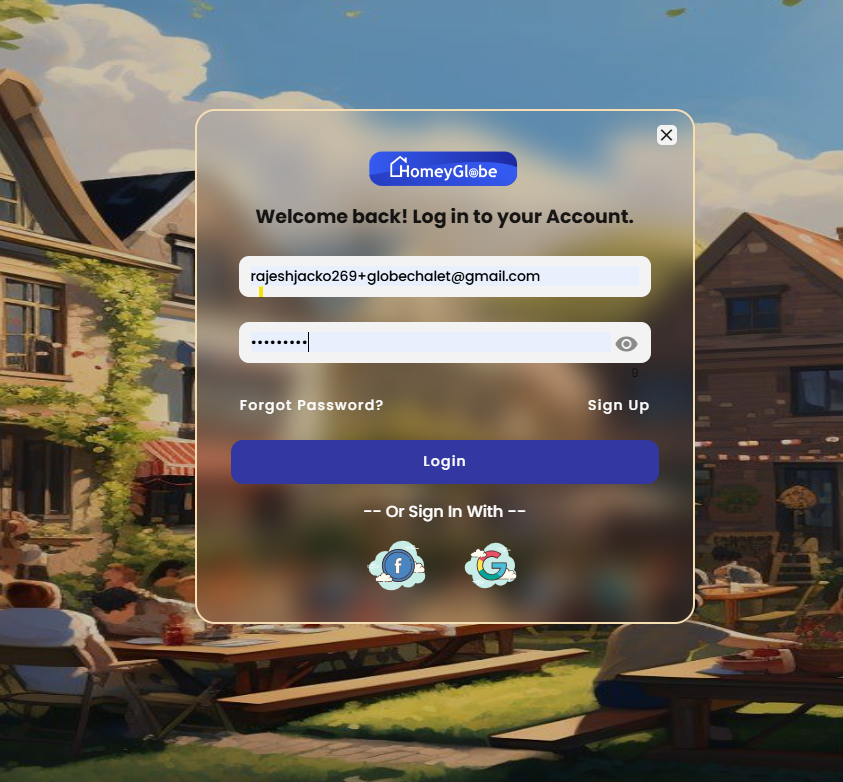 HomeyGlobe
Welcome back! Log in to your Account.
rajeshjacko269+globechalet@gmail.com
•••••••••
9
Forgot Password?
Sign Up
Login
-- Or Sign In With --
f
G